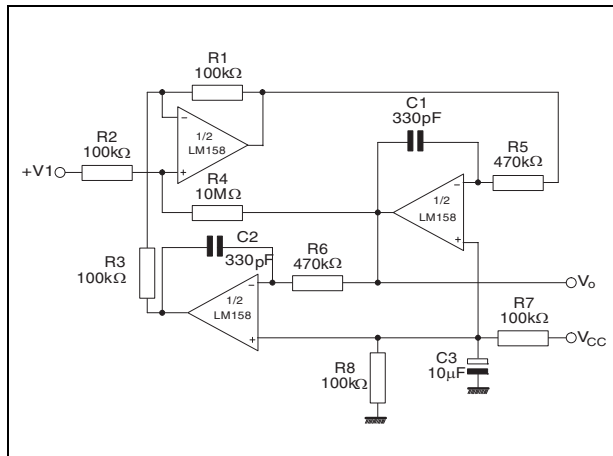 R1
100kΩ
C1
330pF
R2
100kΩ
1/2
LM158
R5
470kΩ
+V1
R4
10MΩ
1/2
LM158
C2
330pF
R6
470kΩ
R3
100kΩ
1/2
LM158
Vo
R7
100kΩ
VCC
R8
100kΩ
C3
10µF